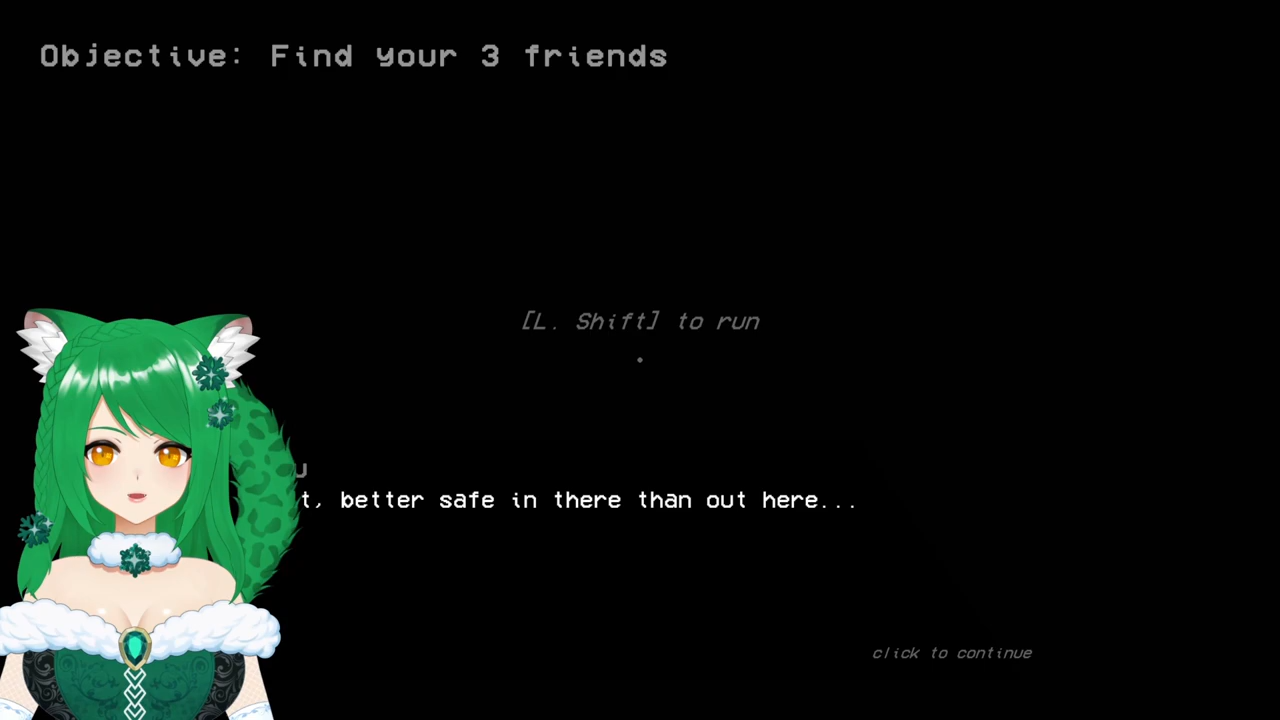 Objective: Find your 3 friends
[L. Shift] to run
better safe in there than out here...
click to continue